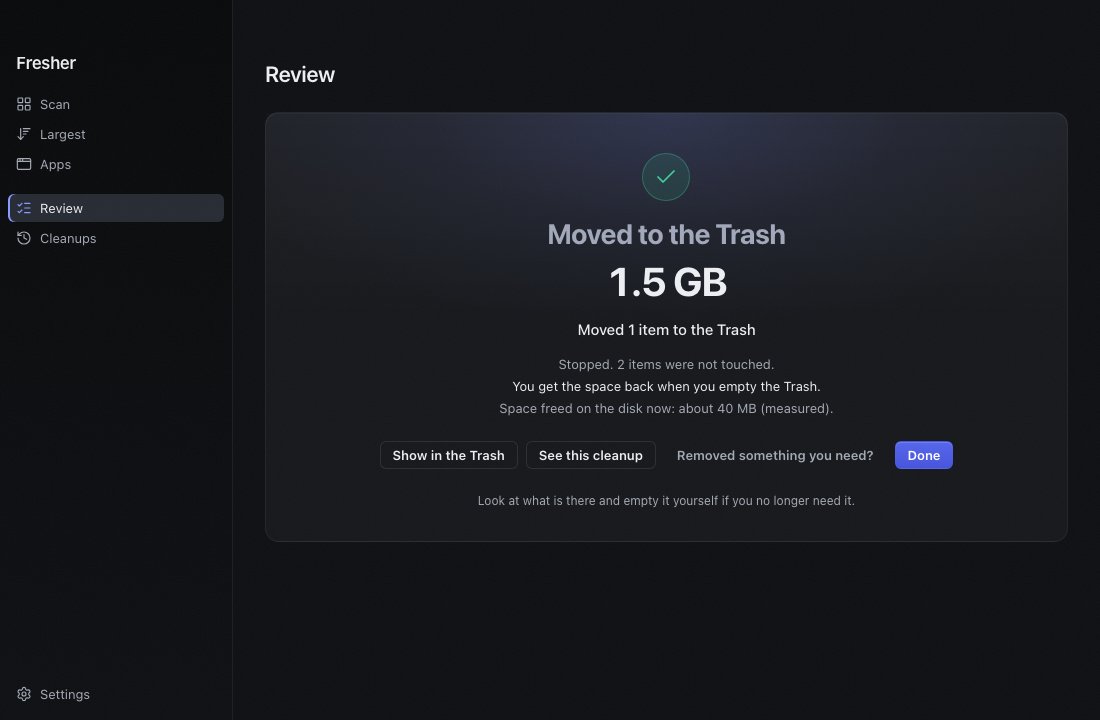 Fresher
Scan
Largest
Apps
Review
Cleanups
Settings
Review
Moved to the Trash
1.5 GB
Moved 1 item to the Trash
Stopped. 2 items were not touched.
You get the space back when you empty the Trash.
Space freed on the disk now: about 40 MB (measured).
Show in the Trash
See this cleanup
Removed something you need?
Done
Look at what is there and empty it yourself if you no longer need it.